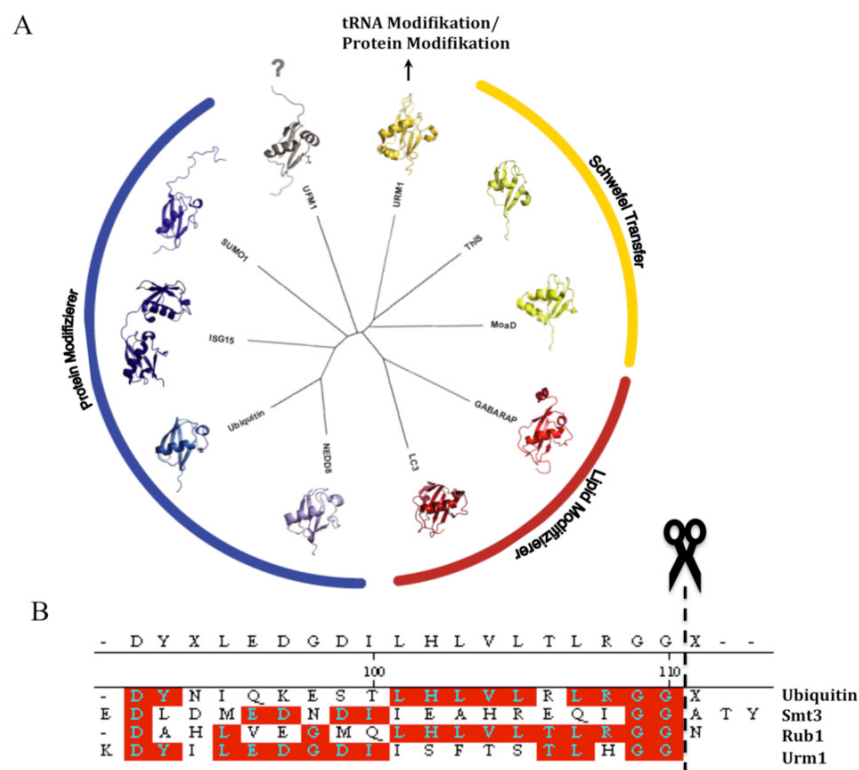 A
tRNA Modifikation/
Protein Modifikation
?
UFM1
URM1
Schwefel Transfer
ThiS
SUMO1
MoaD
ISG15
Protein Modifizierer
GABARAP
Ubiquitin
NEDD8
LC3
Lipid Modifizierer
B
- D Y X L E D G D I L H L V L T L R G G X - -
100 110
- D Y N I Q K E S T L H L V L R L R G G X Ubiquitin
E D L D M E D N D I I E A H R E Q I G G A T Y Smt3
- D A H L V E G M Q L H L V L T L R G G N Rub1
K D Y I L E D G D I I S F T S T L H G G Urm1